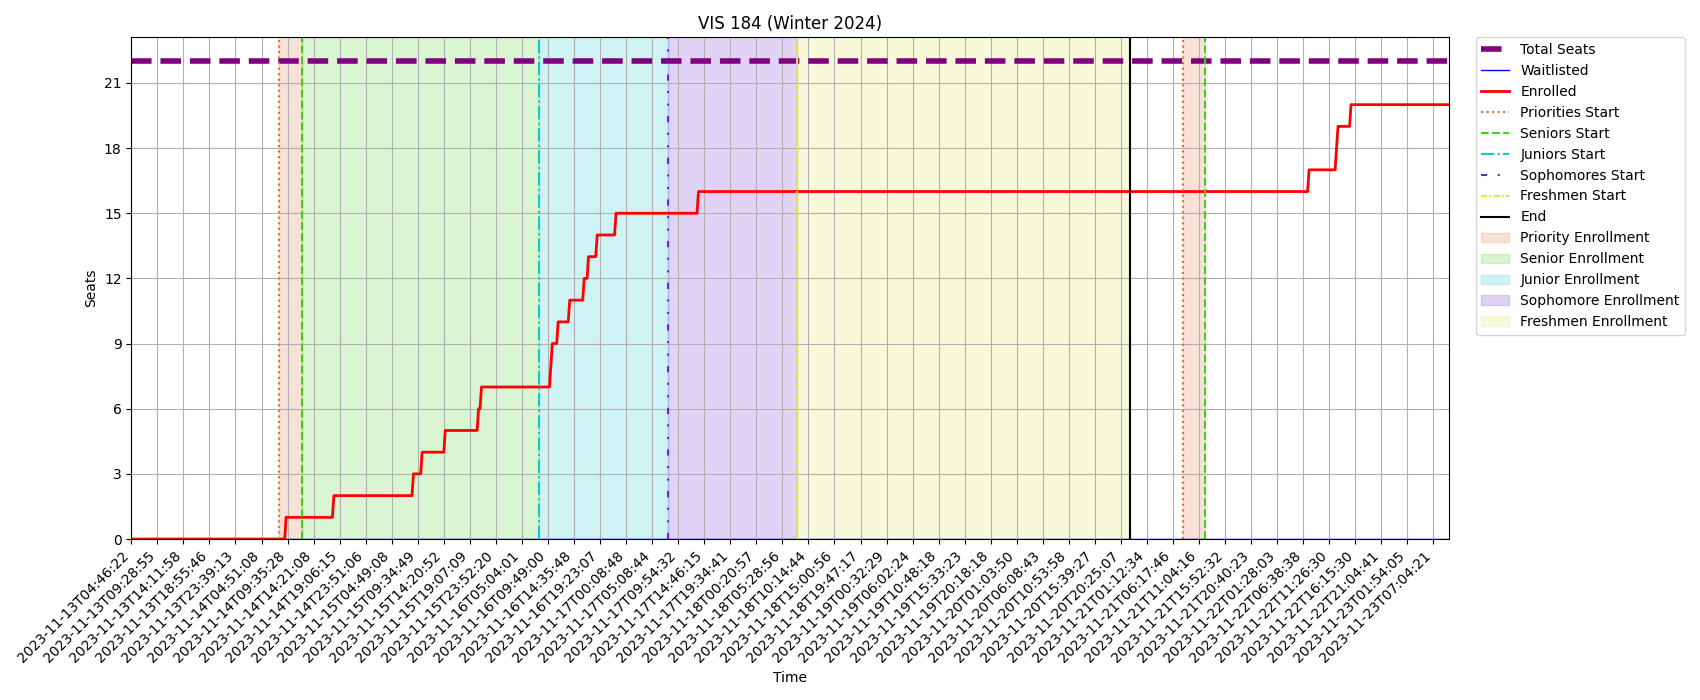 VIS 184 (Winter 2024)
Total Seats
Waitlisted
Enrolled
Priorities Start
Seniors Start
Juniors Start
Sophomores Start
Freshmen Start
End
Priority Enrollment
Senior Enrollment
Junior Enrollment
Sophomore Enrollment
Freshmen Enrollment
Seats
21
18
15
12
9
6
3
0
2023-11-13T04:46:22
2023-11-13T09:28:55
2023-11-13T14:11:58
2023-11-13T18:55:46
2023-11-13T23:39:13
2023-11-14T04:51:08
2023-11-14T09:35:28
2023-11-14T14:21:08
2023-11-14T19:06:15
2023-11-14T23:51:06
2023-11-15T04:49:08
2023-11-15T09:34:49
2023-11-15T14:20:52
2023-11-15T19:07:09
2023-11-15T23:52:20
2023-11-16T05:04:01
2023-11-16T09:49:00
2023-11-16T14:35:48
2023-11-16T19:23:07
2023-11-17T00:08:48
2023-11-17T05:08:44
2023-11-17T09:54:32
2023-11-17T14:46:15
2023-11-17T19:34:41
2023-11-18T00:20:57
2023-11-18T05:28:56
2023-11-18T10:14:44
2023-11-18T15:00:56
2023-11-18T19:47:17
2023-11-19T00:32:29
2023-11-19T06:02:24
2023-11-19T10:48:18
2023-11-19T15:33:23
2023-11-19T20:18:18
2023-11-20T01:03:50
2023-11-20T06:08:43
2023-11-20T10:53:58
2023-11-20T15:39:27
2023-11-20T20:25:07
2023-11-21T01:12:34
2023-11-21T06:17:46
2023-11-21T11:04:16
2023-11-21T15:52:32
2023-11-21T20:40:23
2023-11-22T01:28:03
2023-11-22T06:38:38
2023-11-22T11:26:30
2023-11-22T16:15:30
2023-11-22T21:04:41
2023-11-23T01:54:05
2023-11-23T07:04:21
Time